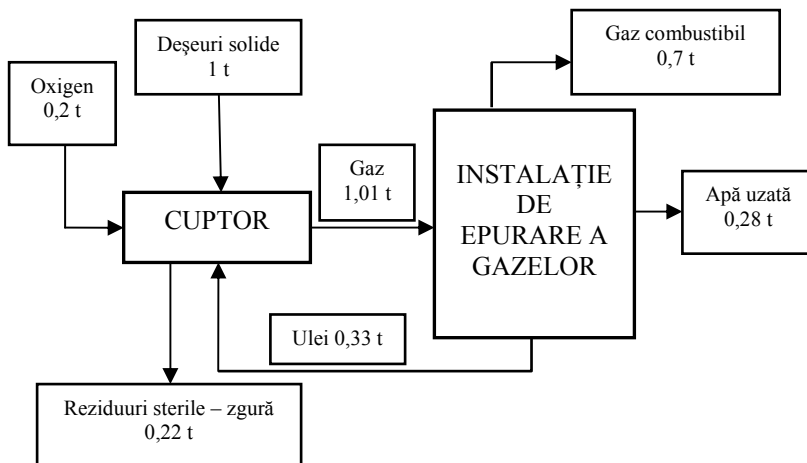 Deşeuri solide
1 t
Gaz combustibil
0,7 t
Oxigen
0,2 t
Gaz
1,01 t
INSTALAȚIE
DE
EPURARE A
GAZELOR
CUPTOR
Apă uzată
0,28 t
Ulei 0,33 t
Reziduuri sterile – zgură
0,22 t